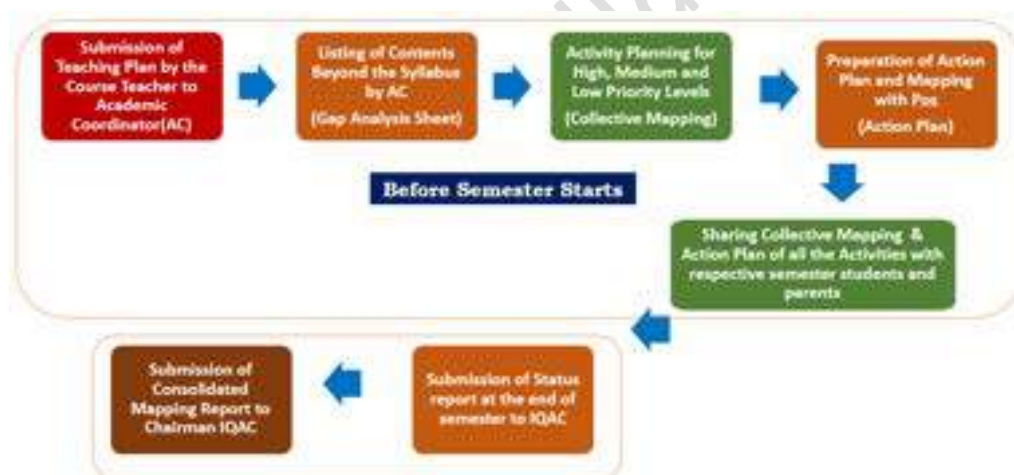 Submission of
Teaching Plan by the
Course Teacher to
Academic
Coordinator(AC)
Listing of Contents
Beyond the Syllabus
by AC
(Gap Analysis Sheet)
Activity Planning for
High, Medium and
Low Priority Levels
(Collective Mapping)
Preparation of Action
Plan and Mapping
with Pos
(Action Plan)
Before Semester Starts
Sharing Collective Mapping &
Action Plan of all the Activities with
respective semester students and
parents
Submission of
Consolidated
Mapping Report to
Chairman IQAC
Submission of Status
report at the end of
semester to IQAC